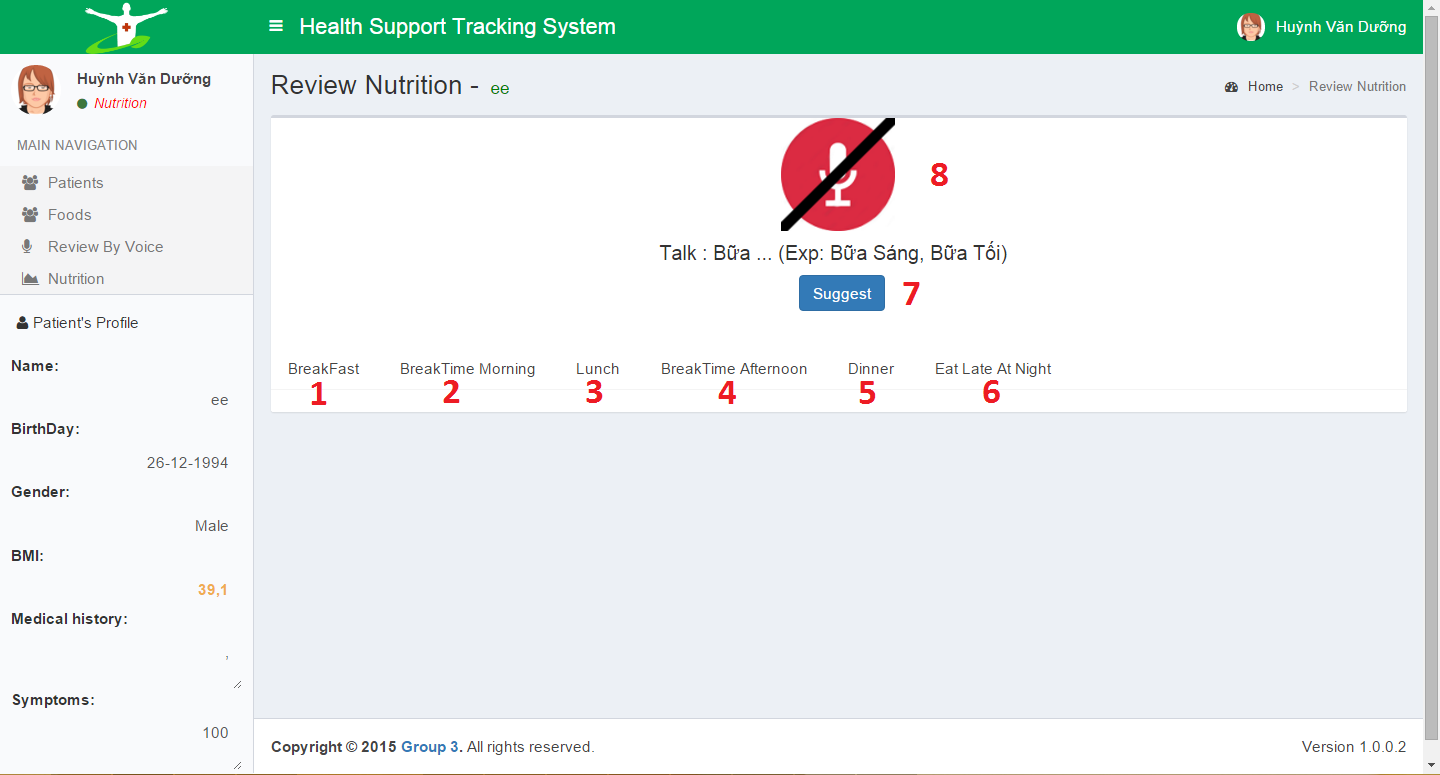 Health Support Tracking System
Huỳnh Văn Dưỡng
Huỳnh Văn Dưỡng
Nutrition
MAIN NAVIGATION
Patients
Foods
Review By Voice
Nutrition
Patient's Profile
Name:
ee
BirthDay:
26-12-1994
Gender:
Male
BMI:
39,1
Medical history:
,
Symptoms:
100
Review Nutrition - ee
Home > Review Nutrition
8
Talk : Bữa ... (Exp: Bữa Sáng, Bữa Tối)
Suggest 7
BreakFast BreakTime Morning Lunch BreakTime Afternoon Dinner Eat Late At Night
1 2 3 4 5 6
Copyright © 2015 Group 3. All rights reserved. Version 1.0.0.2